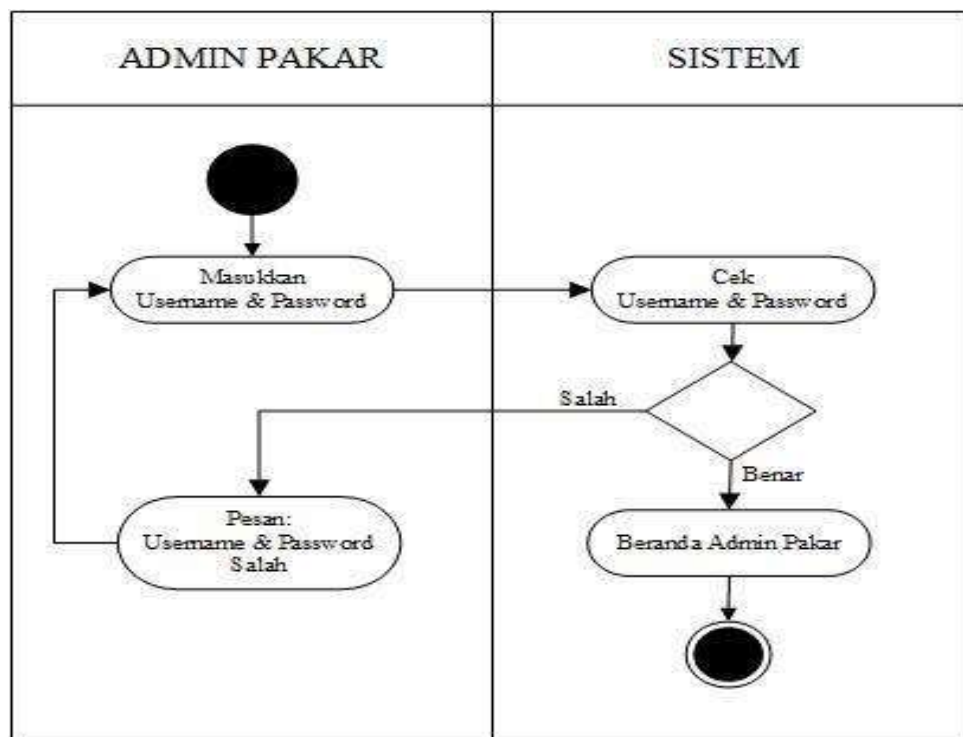 ADMIN PAKAR
SISTEM
Masukkan
Username & Password
Cek
Username & Password
Salah
Benar
Pesan:
Username & Password
Salah
Beranda Admin Pakar